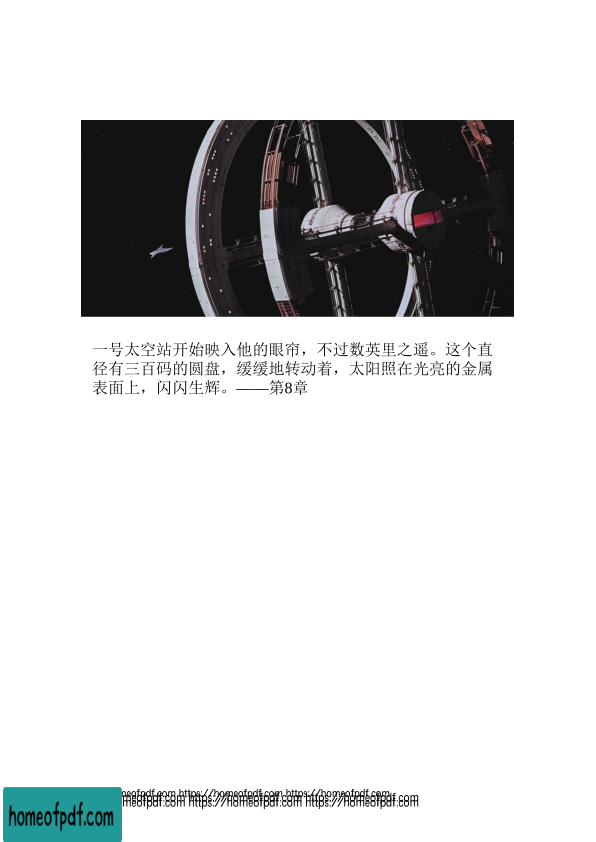 一号太空站开始映入他的眼帘，不过数英里之遥。这个直
径有三百码的圆盘，缓缓地转动着，太阳照在光亮的金属
表面上，闪闪生辉。——第8章
homeofpdf.com https://homeofpdf.com https://homeofpdf.com
homeofpdf.com https://homeofpdf.com https://homeofpdf.com
homeofpdf.com